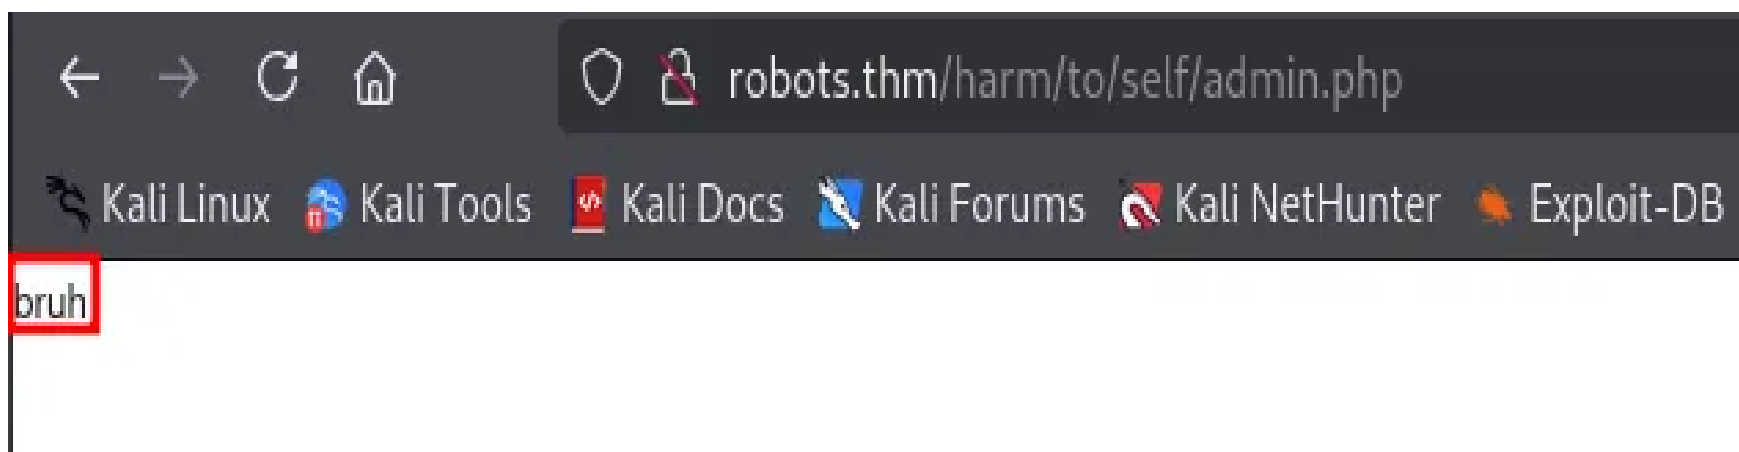 robots.thm/harm/to/self/admin.php
Kali Linux Kali Tools Kali Docs Kali Forums Kali NetHunter Exploit-DB
bruh